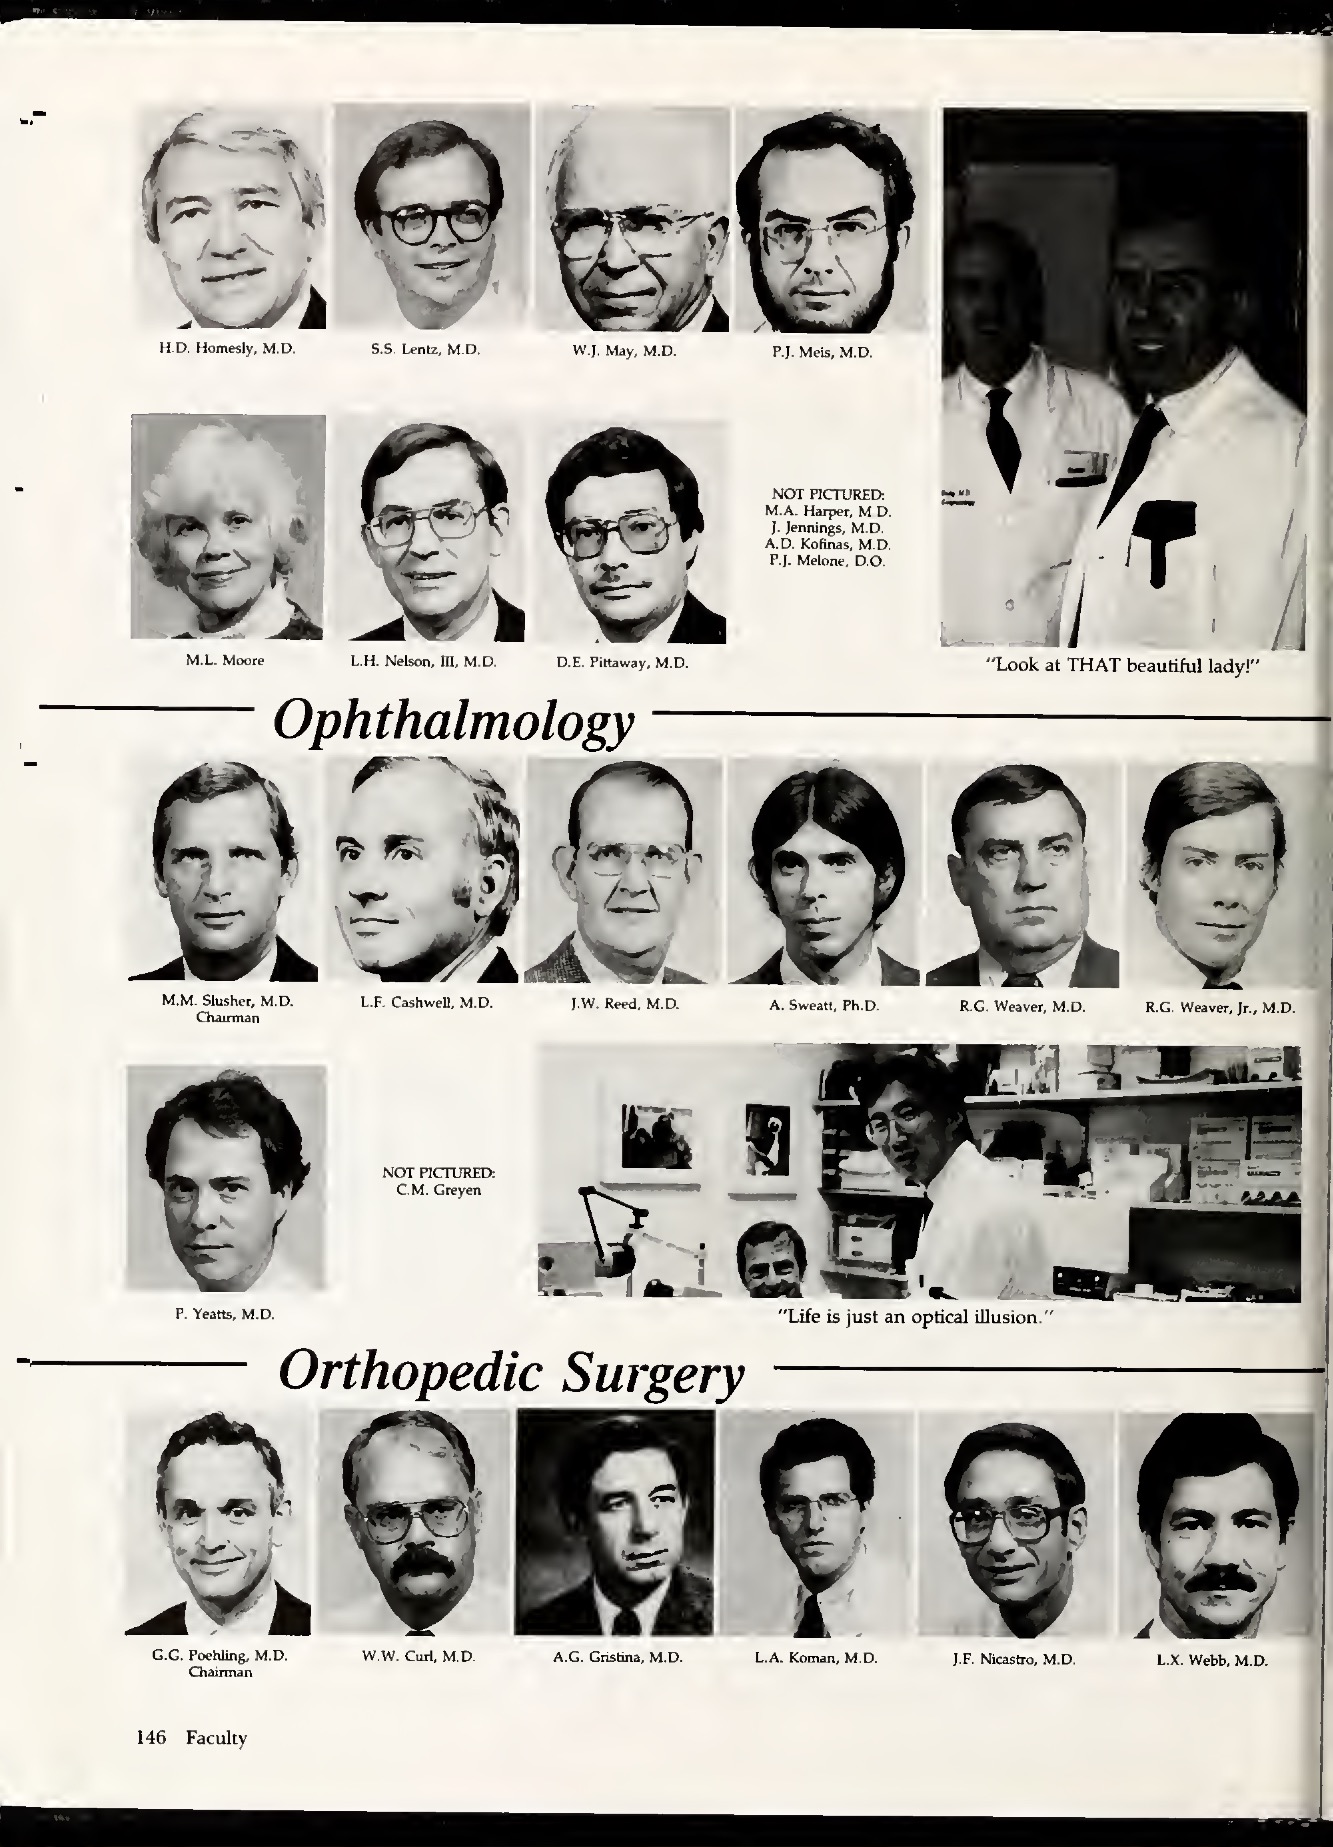 H.D. Homesly, M.D.
S.S. Lentz, M.D.
W.J. May, M.D.
P.J. Meis, M.D.
NOT PICTURED:
M.A. Harper, M D.
J. Jennings, M.D.
A.D. Kofinas, M.D.
P.J. Melone, D.O.
M.L. Moore
L.H. Nelson, III, M.D.
D.E. Pittaway, M.D.
"Look at THAT beautiful lady!"
Ophthalmology
M.M. Slusher, M.D.
Chairman
L.F. Cashwell, M.D.
J.W. Reed, M.D.
A. Sweatt, Ph.D.
R.G. Weaver, M.D.
R.G. Weaver, Jr., M.D.
NOT PICTURED:
C.M. Greyen
P. Yeatts, M.D.
"Life is just an optical illusion."
Orthopedic Surgery
G.G. Poehling, M.D.
Chairman
W.W. Curl, M.D.
A.G. Gristina, M.D.
L.A. Koman, M.D.
J.F. Nicastro, M.D.
L.X. Webb, M.D.
146 Faculty